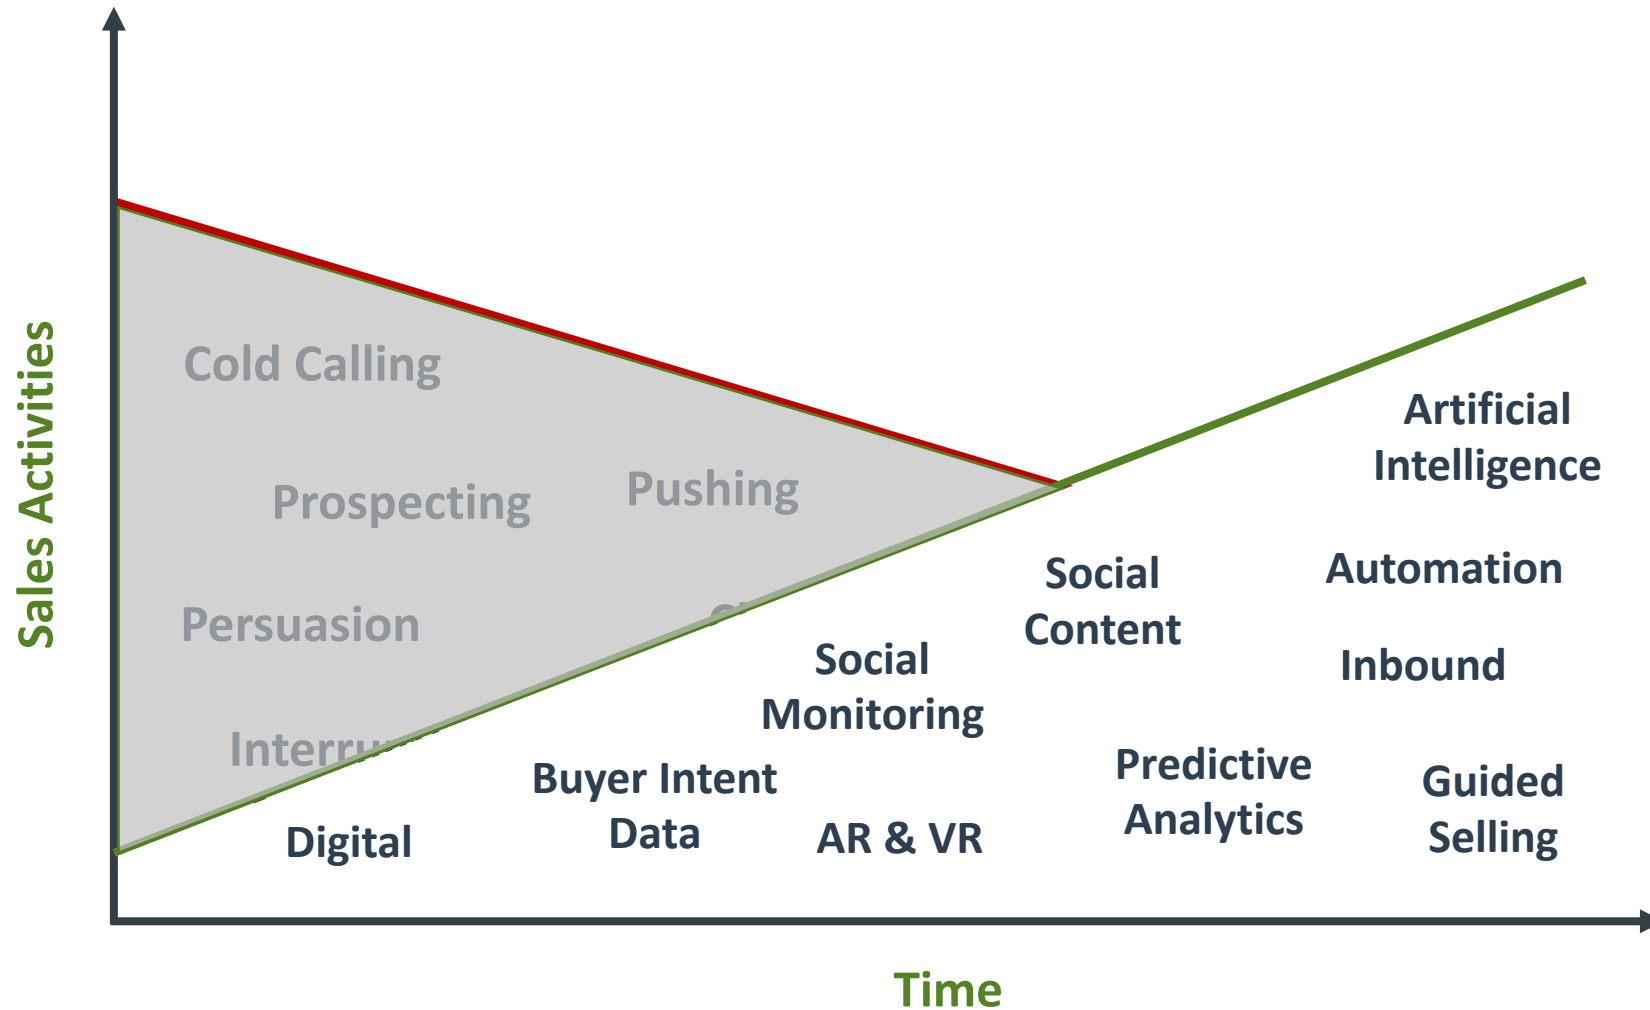 Cold Calling
Prospecting
Pushing
Persuasion
Sales Activities
Artificial
Intelligence
Social
Content
Automation
Social
Monitoring
Inbound
Buyer Intent
Data
Predictive
Analytics
Guided
Selling
Digital
AR & VR
Time